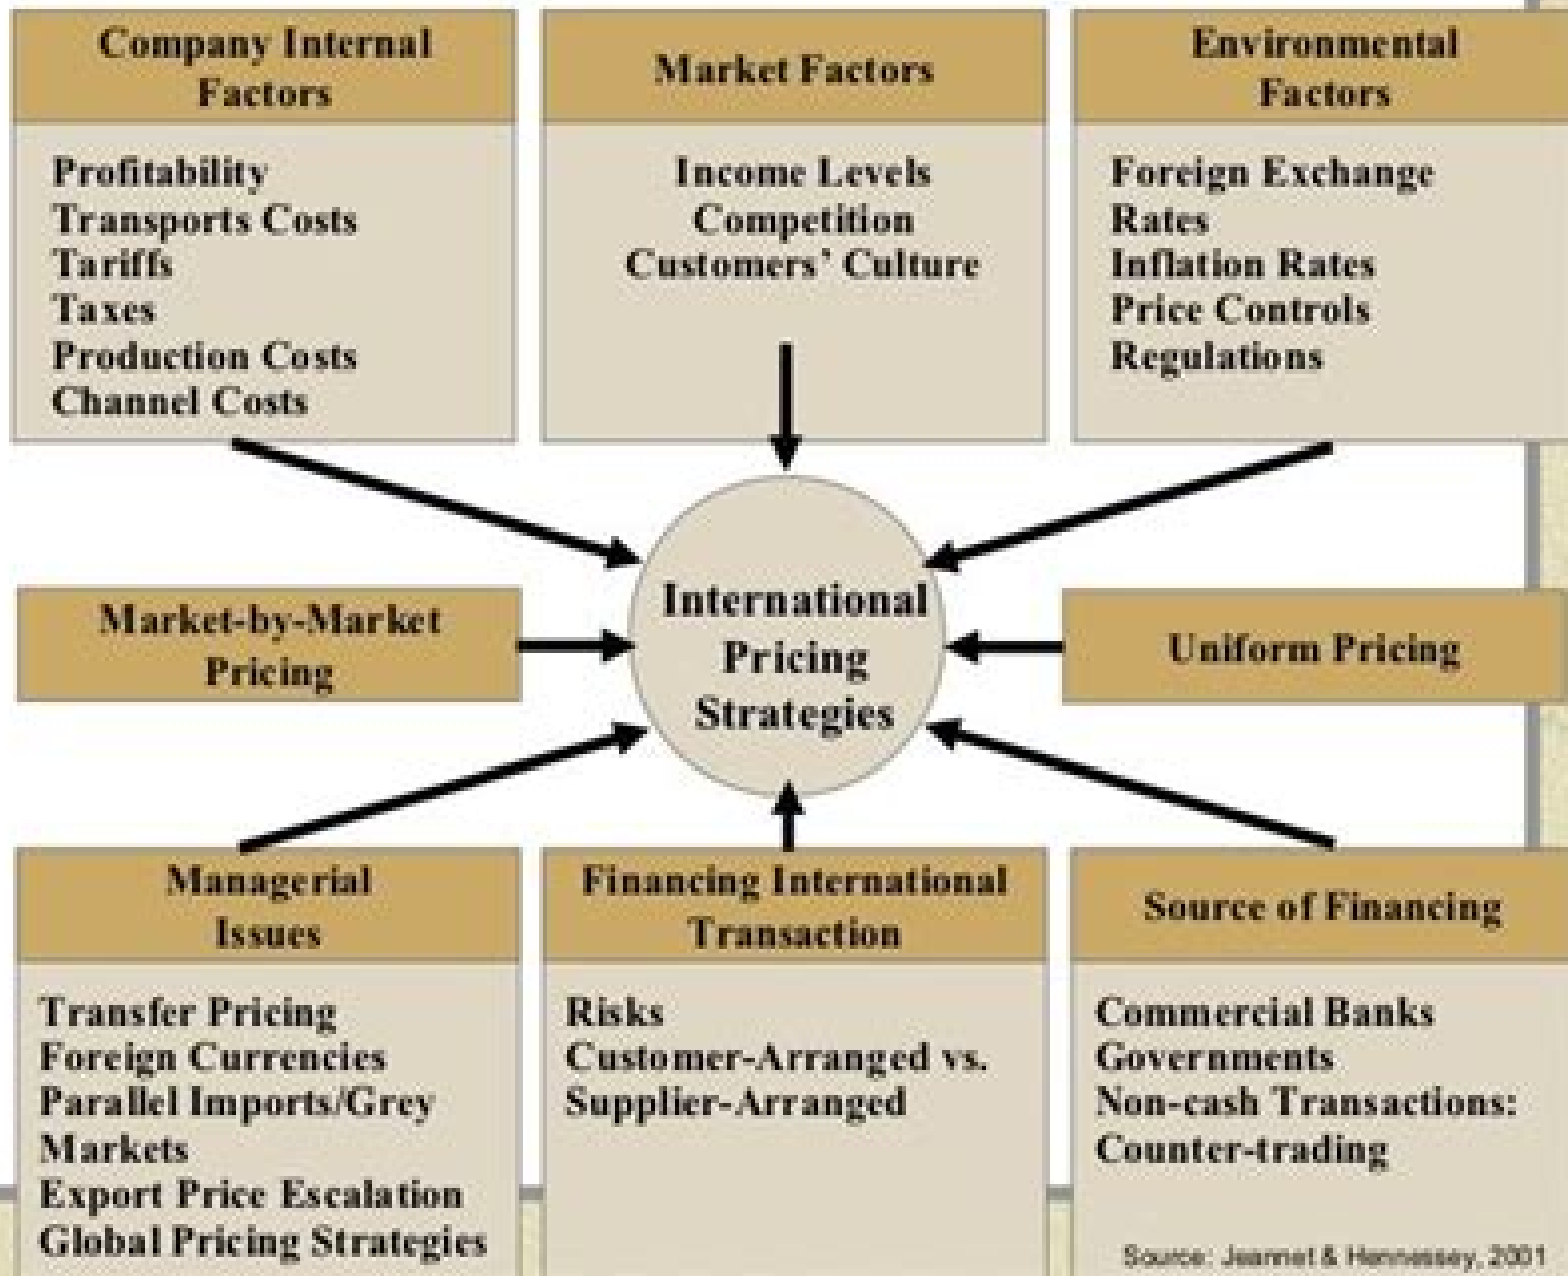 Company Internal
Factors
Profitability
Transports Costs
Tariffs
Taxes
Production Costs
Channel Costs
Market Factors
Income Levels
Competition
Customers’ Culture
Environmental
Factors
Foreign Exchange
Rates
Inflation Rates
Price Controls
Regulations
Market-by-Market
Pricing
International
Pricing
Strategies
Uniform Pricing
Managerial
Issues
Transfer Pricing
Foreign Currencies
Parallel Imports/Grey
Markets
Export Price Escalation
Global Pricing Strategies
Financing International
Transaction
Risks
Customer-Arranged vs.
Supplier-Arranged
Source of Financing
Commercial Banks
Governments
Non-cash Transactions:
Counter-trading
Source: Jeannet & Hennessey, 2001